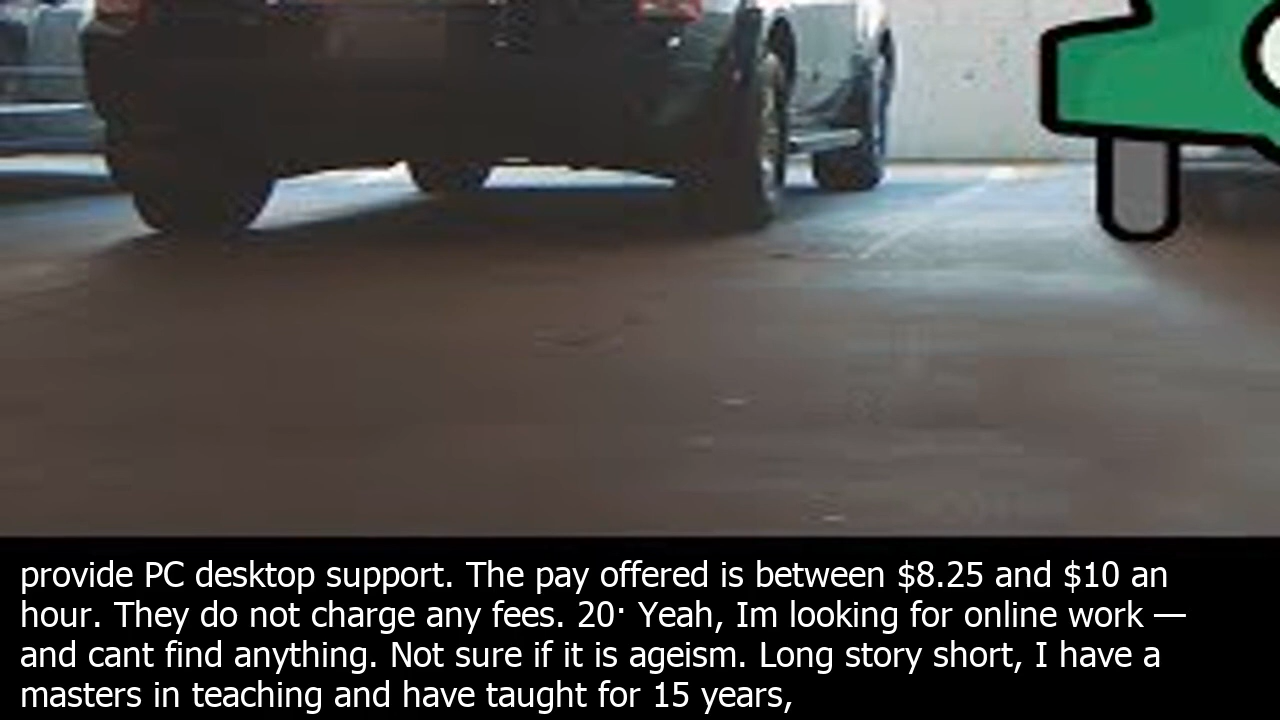 provide PC desktop support. The pay offered is between $8.25 and $10 an
hour. They do not charge any fees. 20· Yeah, Im looking for online work —
and cant find anything. Not sure if it is ageism. Long story short, I have a
masters in teaching and have taught for 15 years,